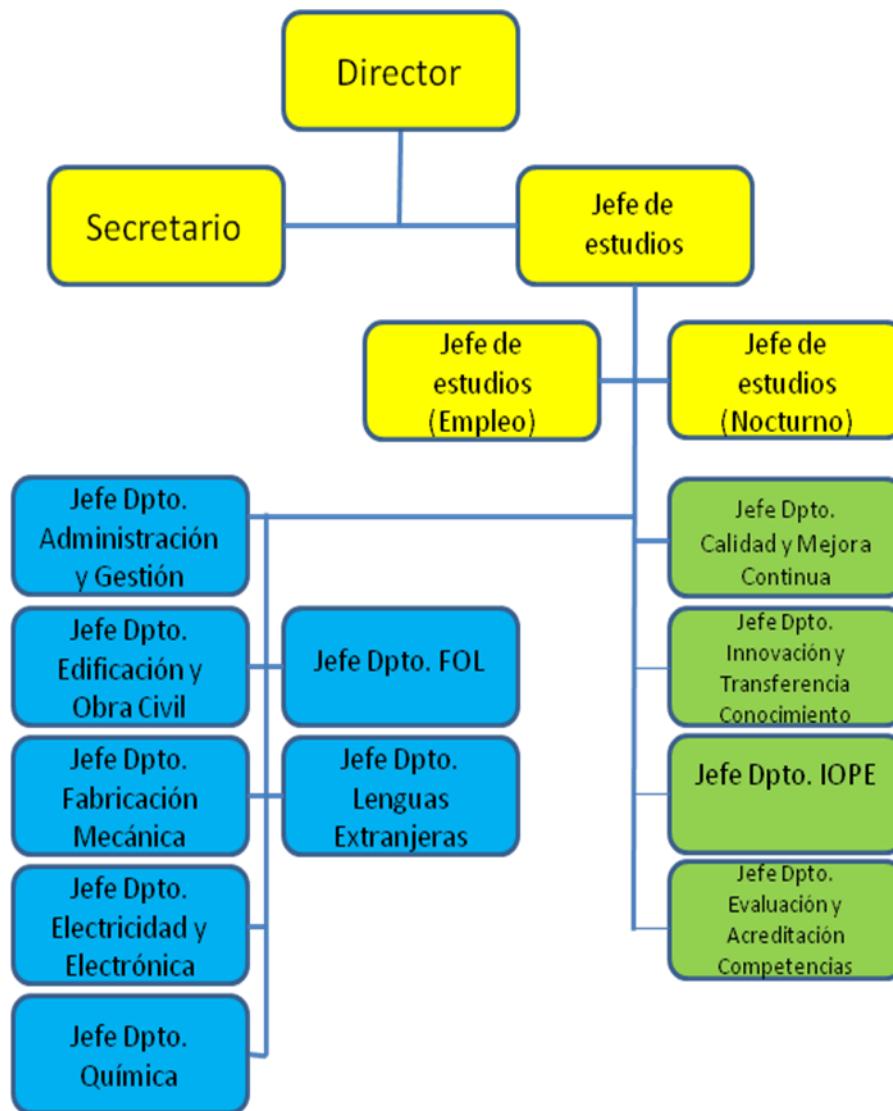 Director
Secretario
Jefe de
estudios
Jefe de
estudios
(Empleo)
Jefe de
estudios
(Nocturno)
Jefe Dpto.
Administración
y Gestión
Jefe Dpto.
Calidad y Mejora
Continua
Jefe Dpto.
Edificación y
Obra Civil
Jefe Dpto. FOL
Jefe Dpto.
Innovación y
Transferencia
Conocimiento
Jefe Dpto.
Fabricación
Mecánica
Jefe Dpto.
Lenguas
Extranjeras
Jefe Dpto. IOPE
Jefe Dpto.
Electricidad y
Electrónica
Jefe Dpto.
Evaluación y
Acreditación
Competencias
Jefe Dpto.
Química